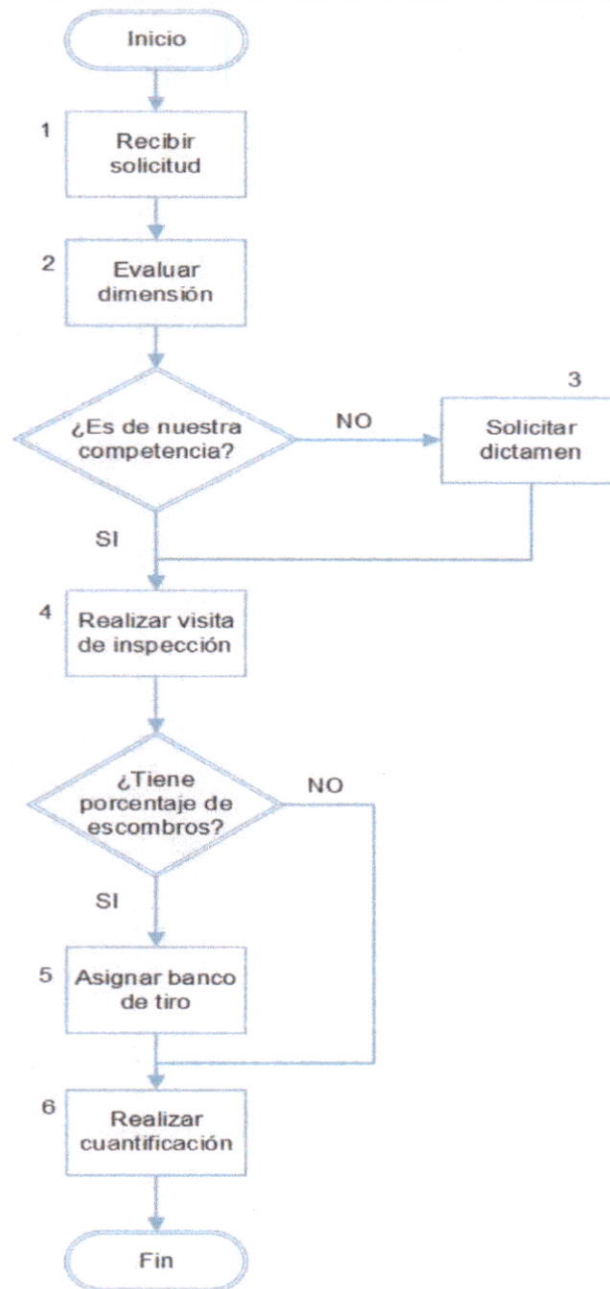 Inicio
1
Recibir
solicitud
2
Evaluar
dimensión
¿Es de nuestra
competencia?
NO
3
Solicitar
dictamen
SI
4
Realizar visita
de inspección
¿Tiene
porcentaje de
escombros?
NO
SI
5
Asignar banco
de tiro
6
Realizar
cuantificación
Fin